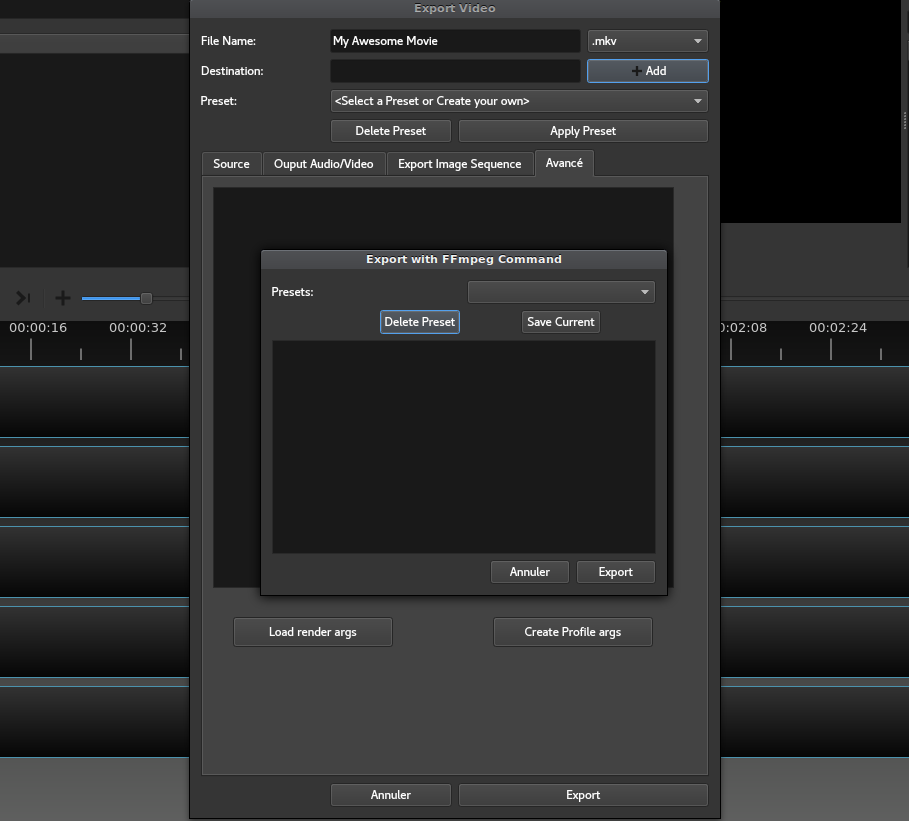 Export Video
File Name: My Awesome Movie .mkv
Destination: Add
Preset: <Select a Preset or Create your own>
Delete Preset Apply Preset
Source Ouput Audio/Video Export Image Sequence Avancé
Export with FFmpeg Command
Presets:
Delete Preset Save Current
00:00:16 00:00:32 0:02:08 00:02:24
Annuler Export
Load render args Create Profile args
Annuler Export